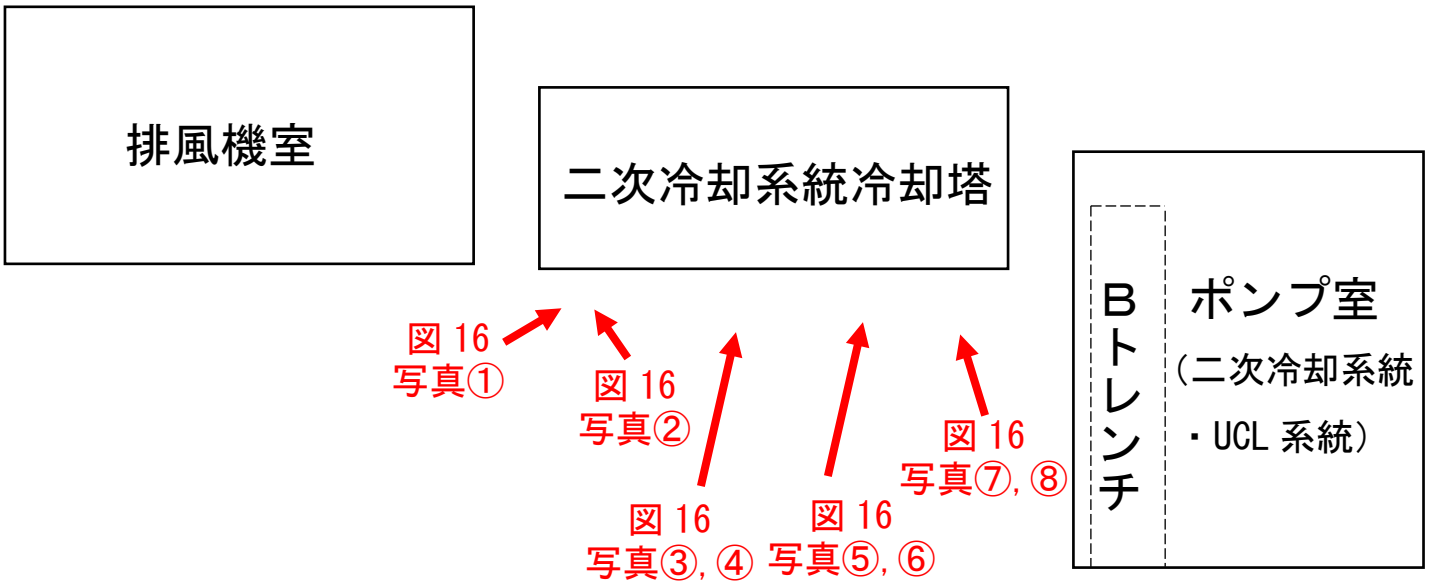 排風機室
二次冷却系統冷却塔
Bトレンチ
ポンプ室
(二次冷却系統
・UCL 系統)
図 16
写真①
図 16
写真②
図 16
写真③, ④
図 16
写真⑤, ⑥
図 16
写真⑦, ⑧